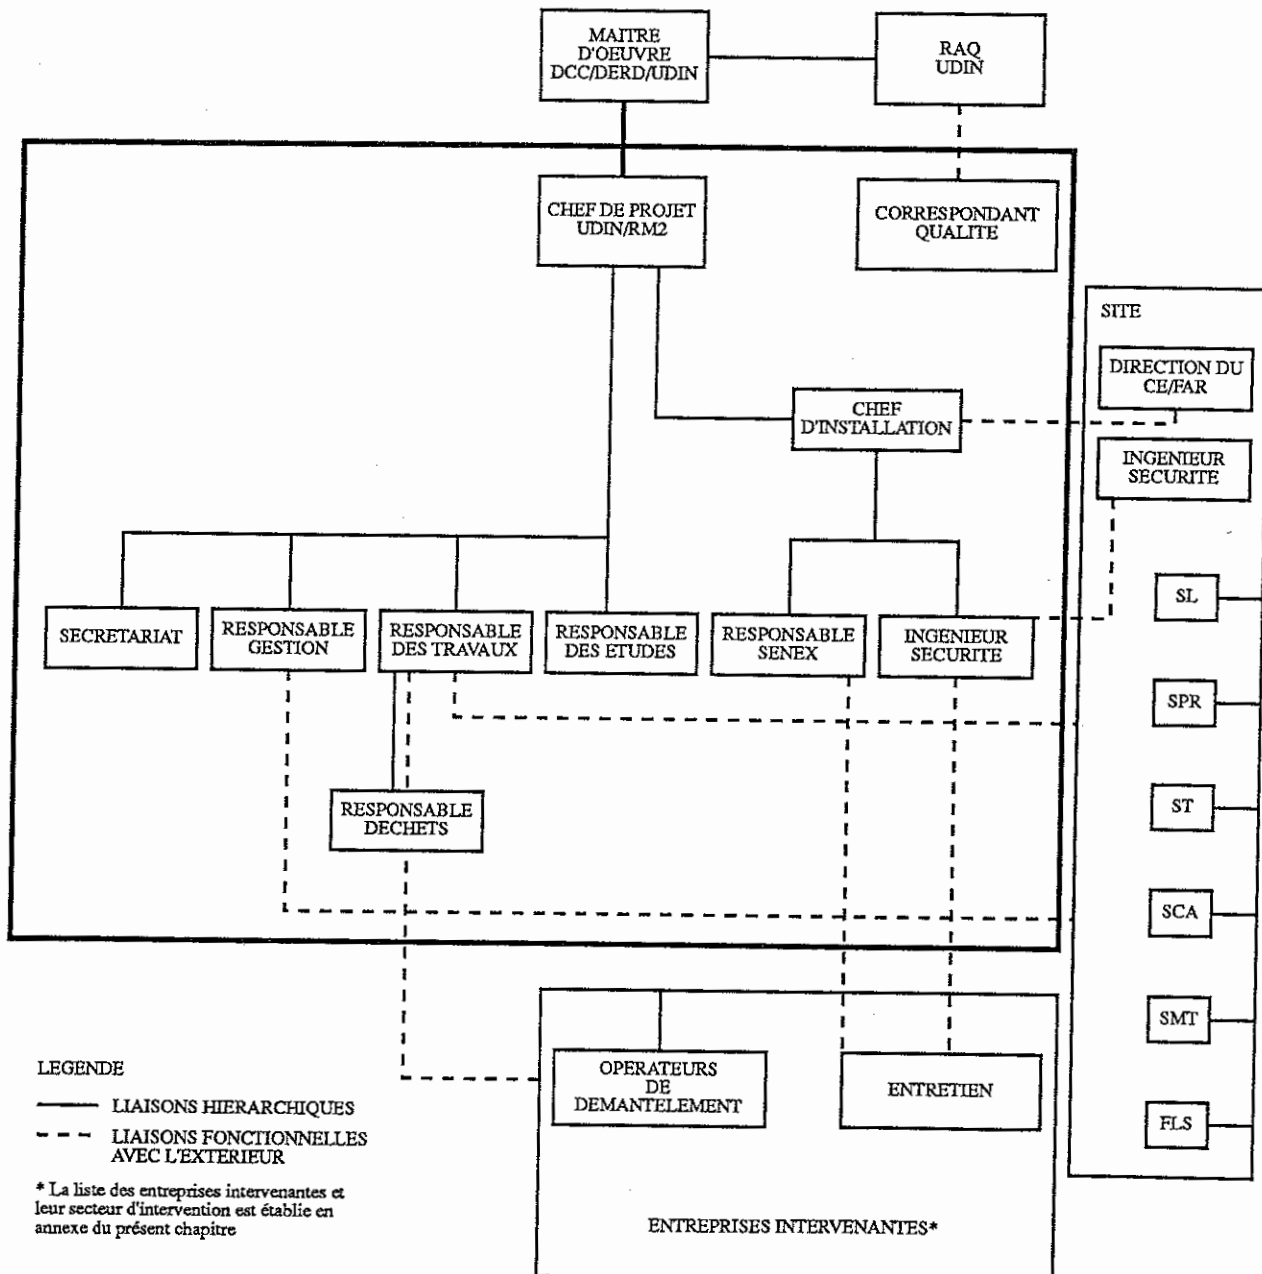 MAITRE
D'OEUVRE
DCC/DERD/UDIN
RAQ
UDIN
CHEF DE PROJET
UDIN/RM2
CORRESPONDANT
QUALITE
SITE
DIRECTION DU
CE/FAR
CHEF
D'INSTALLATION
INGENIEUR
SECURITE
SECRETARIAT
RESPONSABLE
GESTION
RESPONSABLE
DES TRAVAUX
RESPONSABLE
DES ETUDES
RESPONSABLE
SENEX
INGENIEUR
SECURITE
SL
SPR
ST
SCA
SMT
FLS
RESPONSABLE
DECHETS
OPERATEURS
DE
DEMANTELEMENT
ENTRETIEN
ENTREPRISES INTERVENANTES*
LEGENDE
LIAISONS HIERARCHIQUES
LIAISONS FONCTIONNELLES
AVEC L'EXTERIEUR
* La liste des entreprises intervenantes et
leur secteur d'intervention est établie en
annexe du présent chapitre